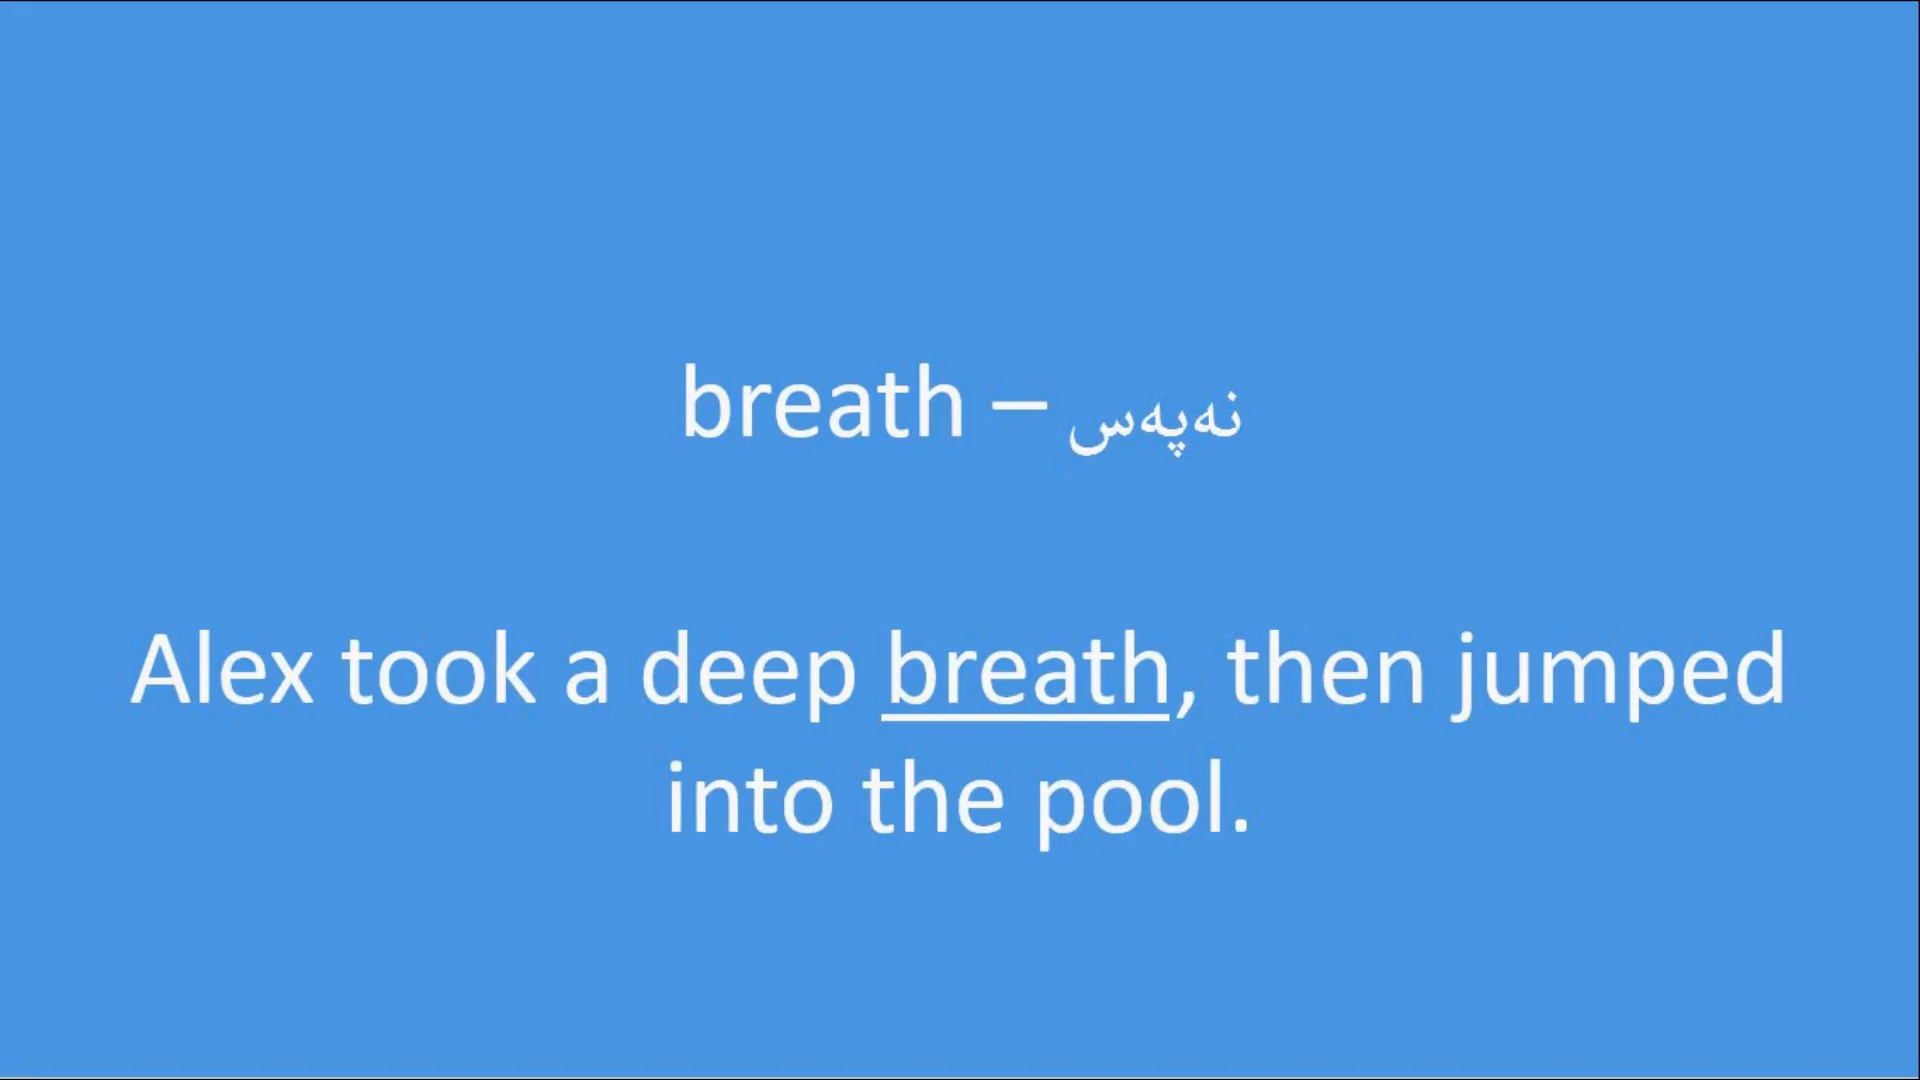 breath – نەپەس
Alex took a deep breath, then jumped
into the pool.